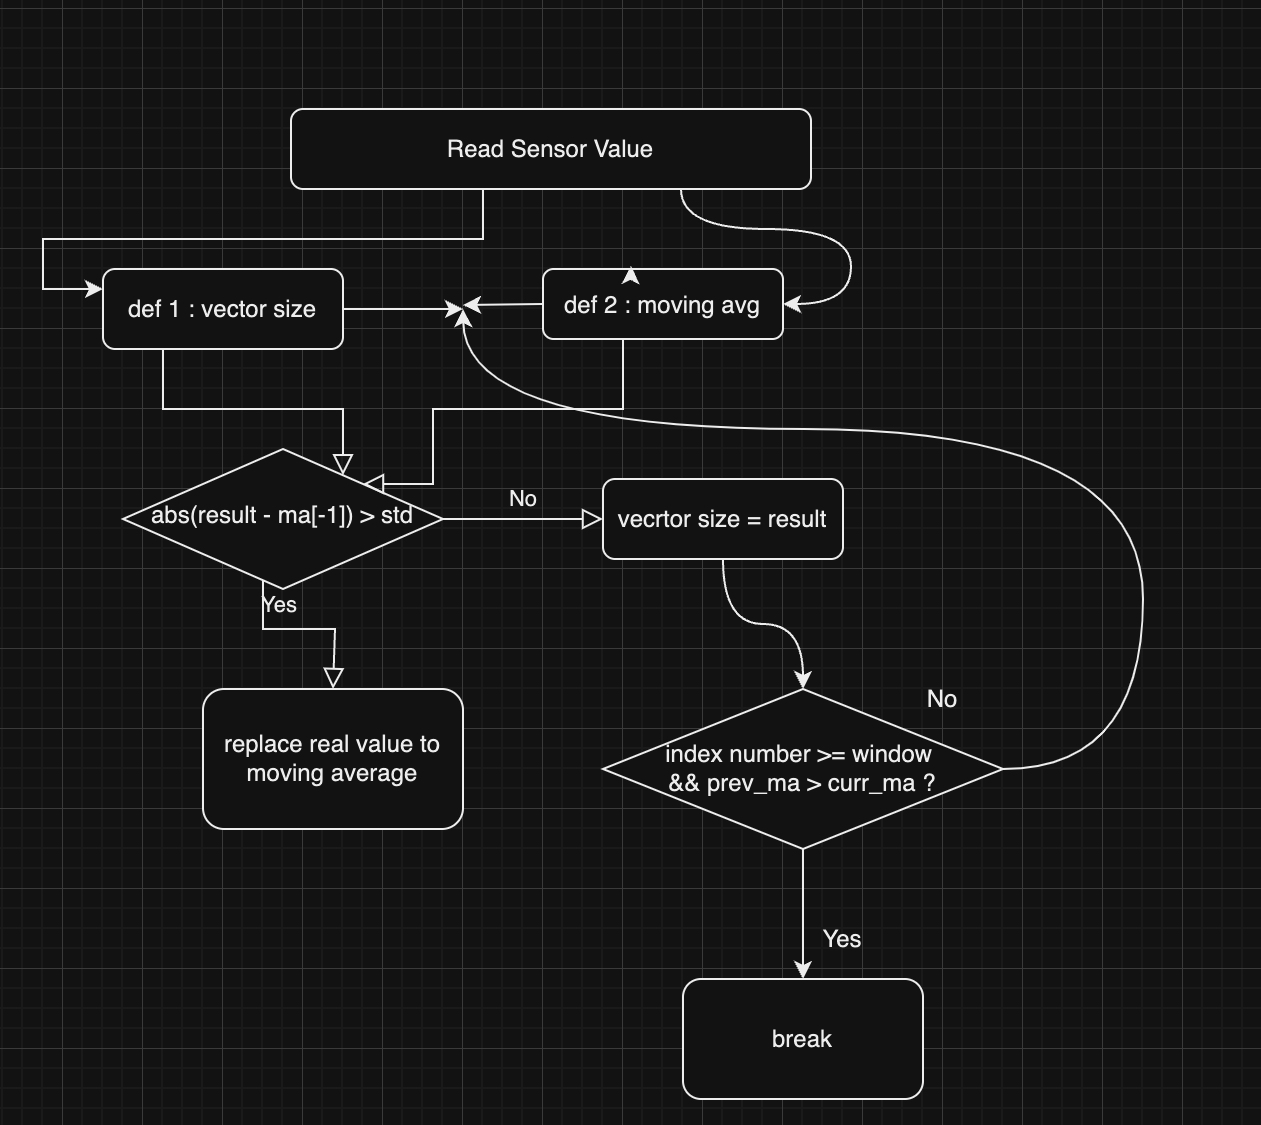 Read Sensor Value
def 1 : vector size
def 2 : moving avg
abs(result - ma[-1]) > std
No
vecrtor size = result
Yes
replace real value to
moving average
No
index number >= window
&& prev_ma > curr_ma ?
Yes
break